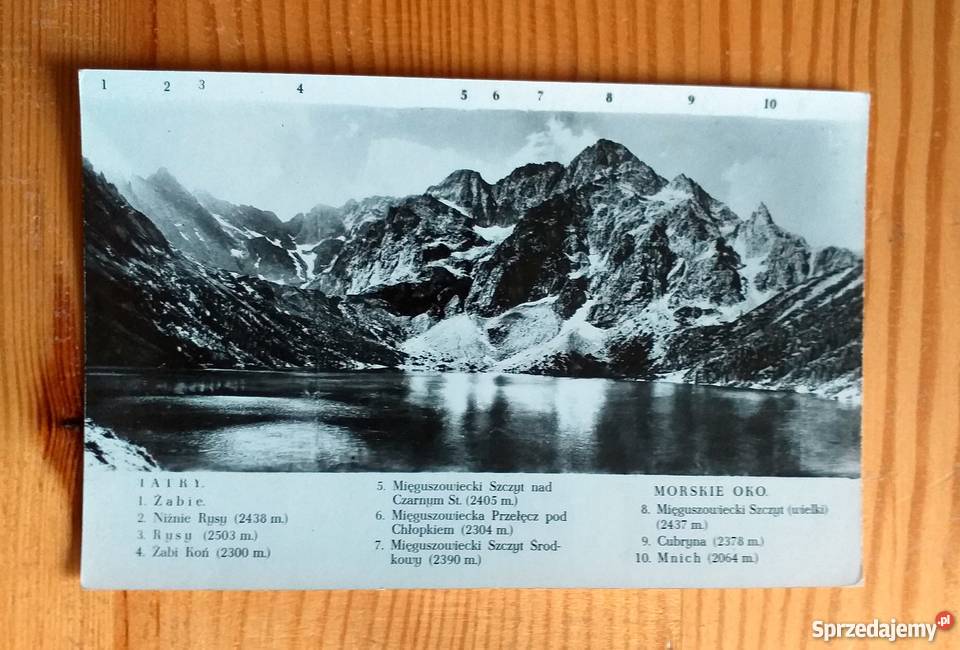 1 2 3 4 5 6 7 8 9 10
TATRY.
1. Żabie.
2. Niżnie Rysy (2438 m.)
3. Rysy (2503 m.)
4. Żabi Koń (2300 m.)
5. Mięguszowiecki Szczyt nad
Czarnym St. (2405 m.)
6. Mięguszowiecka Przełęcz pod
Chłopkiem (2304 m.)
7. Mięguszowiecki Szczyt Środ-
kowy (2390 m.)
MORSKIE OKO.
8. Mięguszowiecki Szczyt (wielki)
(2437 m.)
9. Cubryna (2378 m.)
10. Mnich (2064 m.)
Sprzedajemy.pl